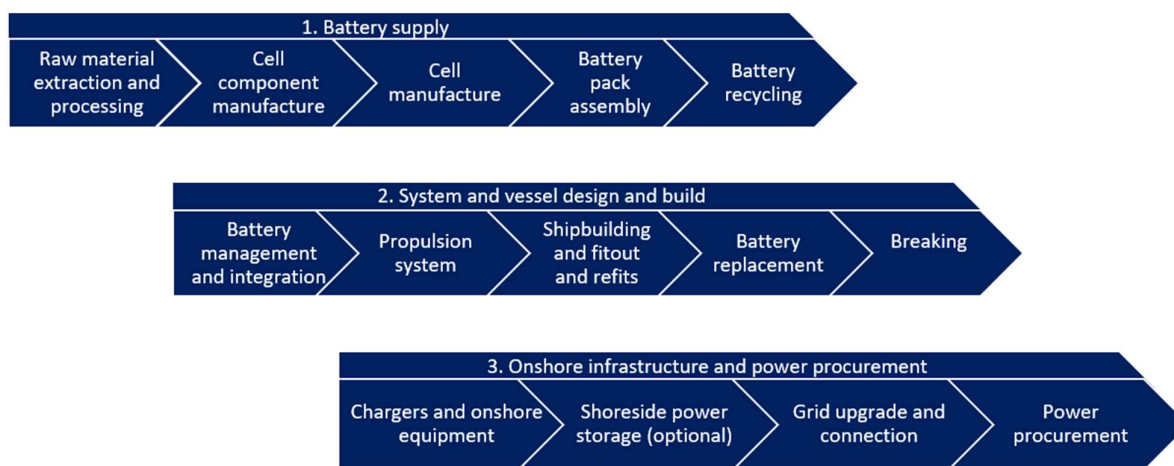 1. Battery supply
Raw material
extraction and
processing
Cell
component
manufacture
Cell
manufacture
Battery
pack
assembly
Battery
recycling
2. System and vessel design and build
Battery
management
and integration
Propulsion
system
Shipbuilding
and fitout
and refits
Battery
replacement
Breaking
3. Onshore infrastructure and power procurement
Chargers and onshore
equipment
Shoreside power
storage (optional)
Grid upgrade and
connection
Power
procurement